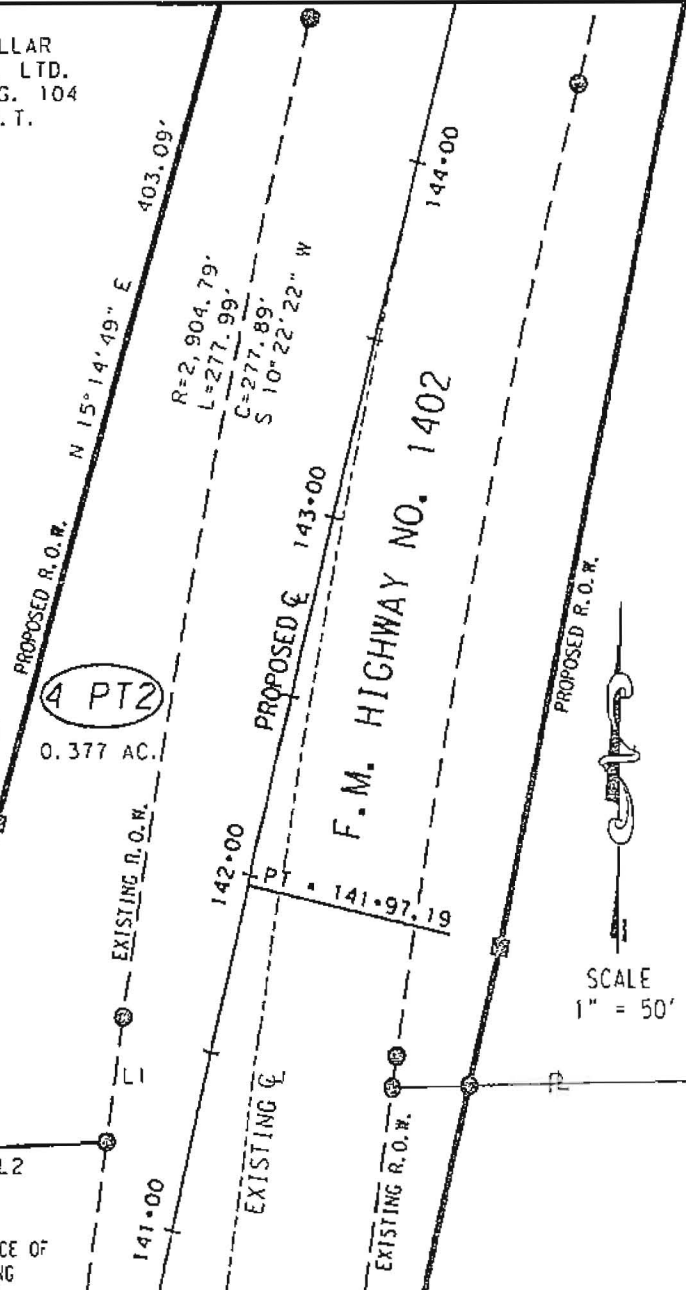 LLAR
LTD.
G. 104
.T.
403.09'
N 15°14'49" E
PROPOSED R.O.W.
R=2,904.79'
L=277.99'
C=277.89'
S 10°22'22" W
144+00
143+00
PROPOSED ℄
F.M. HIGHWAY NO. 1402
PROPOSED R.O.W.
4 PT2
0.377 AC.
EXISTING R.O.W.
142+00
PT • 141+97.19
SCALE
1" = 50'
L1
EXISTING ℄
EXISTING R.O.W.
L2
141+00
CE OF
NG